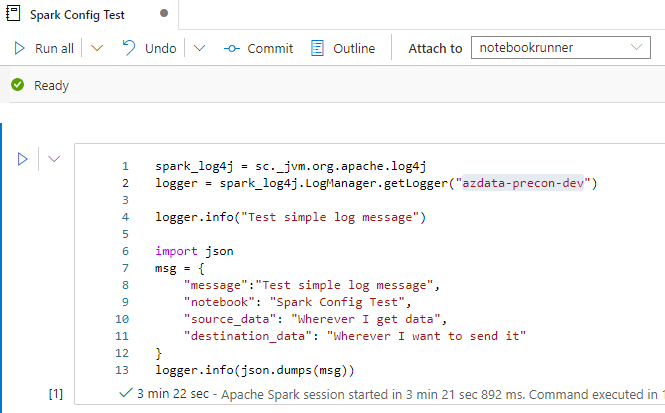 Spark Config Test
Run all Undo Commit Outline Attach to notebookrunner
Ready
1 spark_log4j = sc._jvm.org.apache.log4j
2 logger = spark_log4j.LogManager.getLogger("azdata-precon-dev")
3
4 logger.info("Test simple log message")
5
6 import json
7 msg = {
8 "message":"Test simple log message",
9 "notebook": "Spark Config Test",
10 "source_data": "Wherever I get data",
11 "destination_data": "Wherever I want to send it"
12 }
13 logger.info(json.dumps(msg))
[1] 3 min 22 sec - Apache Spark session started in 3 min 21 sec 892 ms. Command executed in